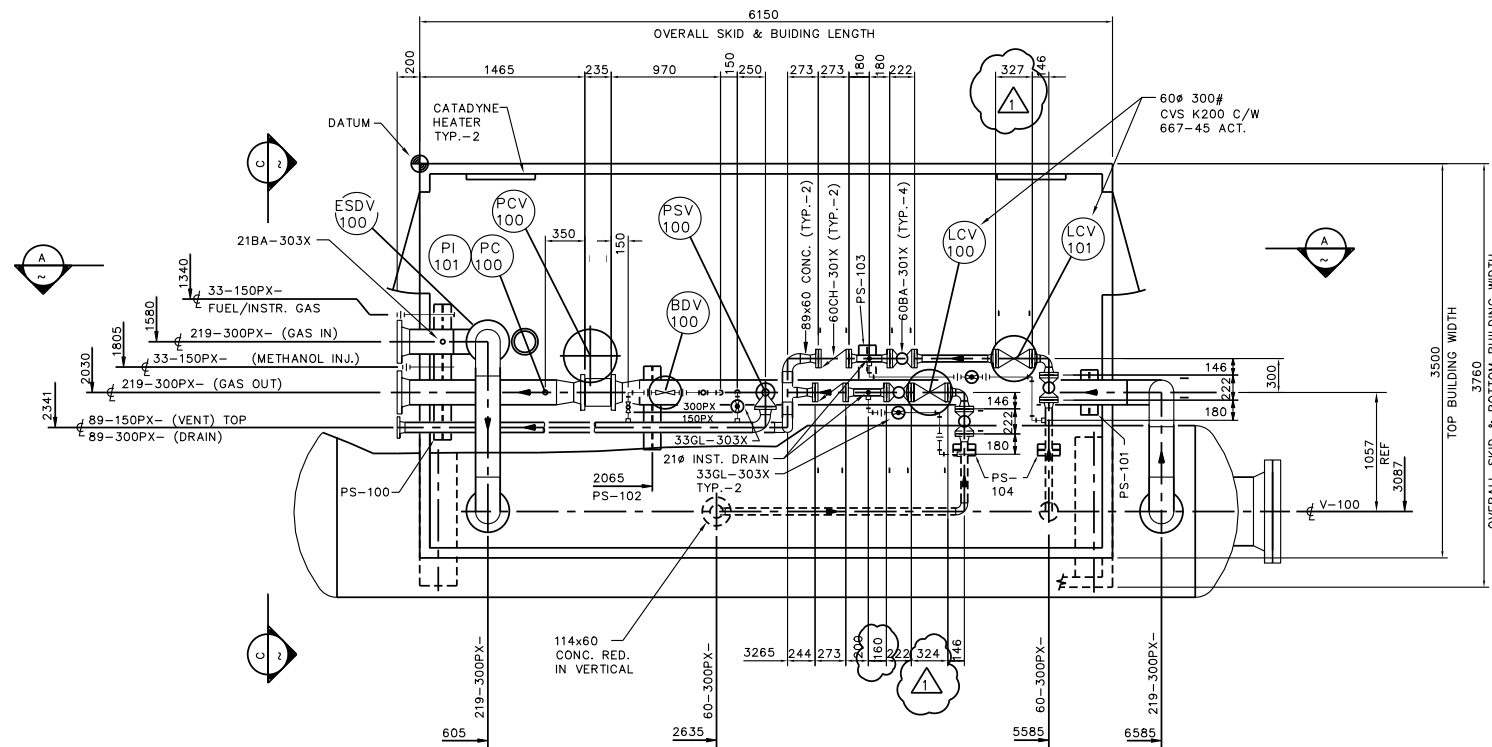 6150
OVERALL SKID & BUIDING LENGTH
200
1465
235
970
150
250
273
273
180
180
222
327
146
1
60ø 300#
CVS K200 C/W
667-45 ACT.
CATADYNE
HEATER
TYP.-2
DATUM
C
~
ESDV
100
PCV
100
PSV
100
LCV
100
LCV
101
PI
101
PC
100
BDV
100
21BA-303X
350
150
89x60 CONC. (TYP.-2)
60CH-301X (TYP.-2)
PS-103
60BA-301X (TYP.-4)
A
~
A
~
1340
33-150PX-
FUEL/INSTR. GAS
1580
219-300PX- (GAS IN)
1805
33-150PX- (METHANOL INJ.)
2030
219-300PX- (GAS OUT)
2341
89-150PX- (VENT) TOP
89-300PX- (DRAIN)
300PX
150PX
33GL-303X
21ø INST. DRAIN
33GL-303X
TYP.-2
146
222
180
146
222
180
300
PS-100
2065
PS-102
PS-
104
PS-101
1057
REF
3087
3500
TOP BUILDING WIDTH
3760
OVERALL SKID & BOTTOM BUILDING WIDTH
℄ V-100
C
~
114x60
CONC. RED.
IN VERTICAL
3265
244
273
200
160
222
324
146
1
219-300PX-
60-300PX-
60-300PX-
219-300PX-
605
2635
5585
6585